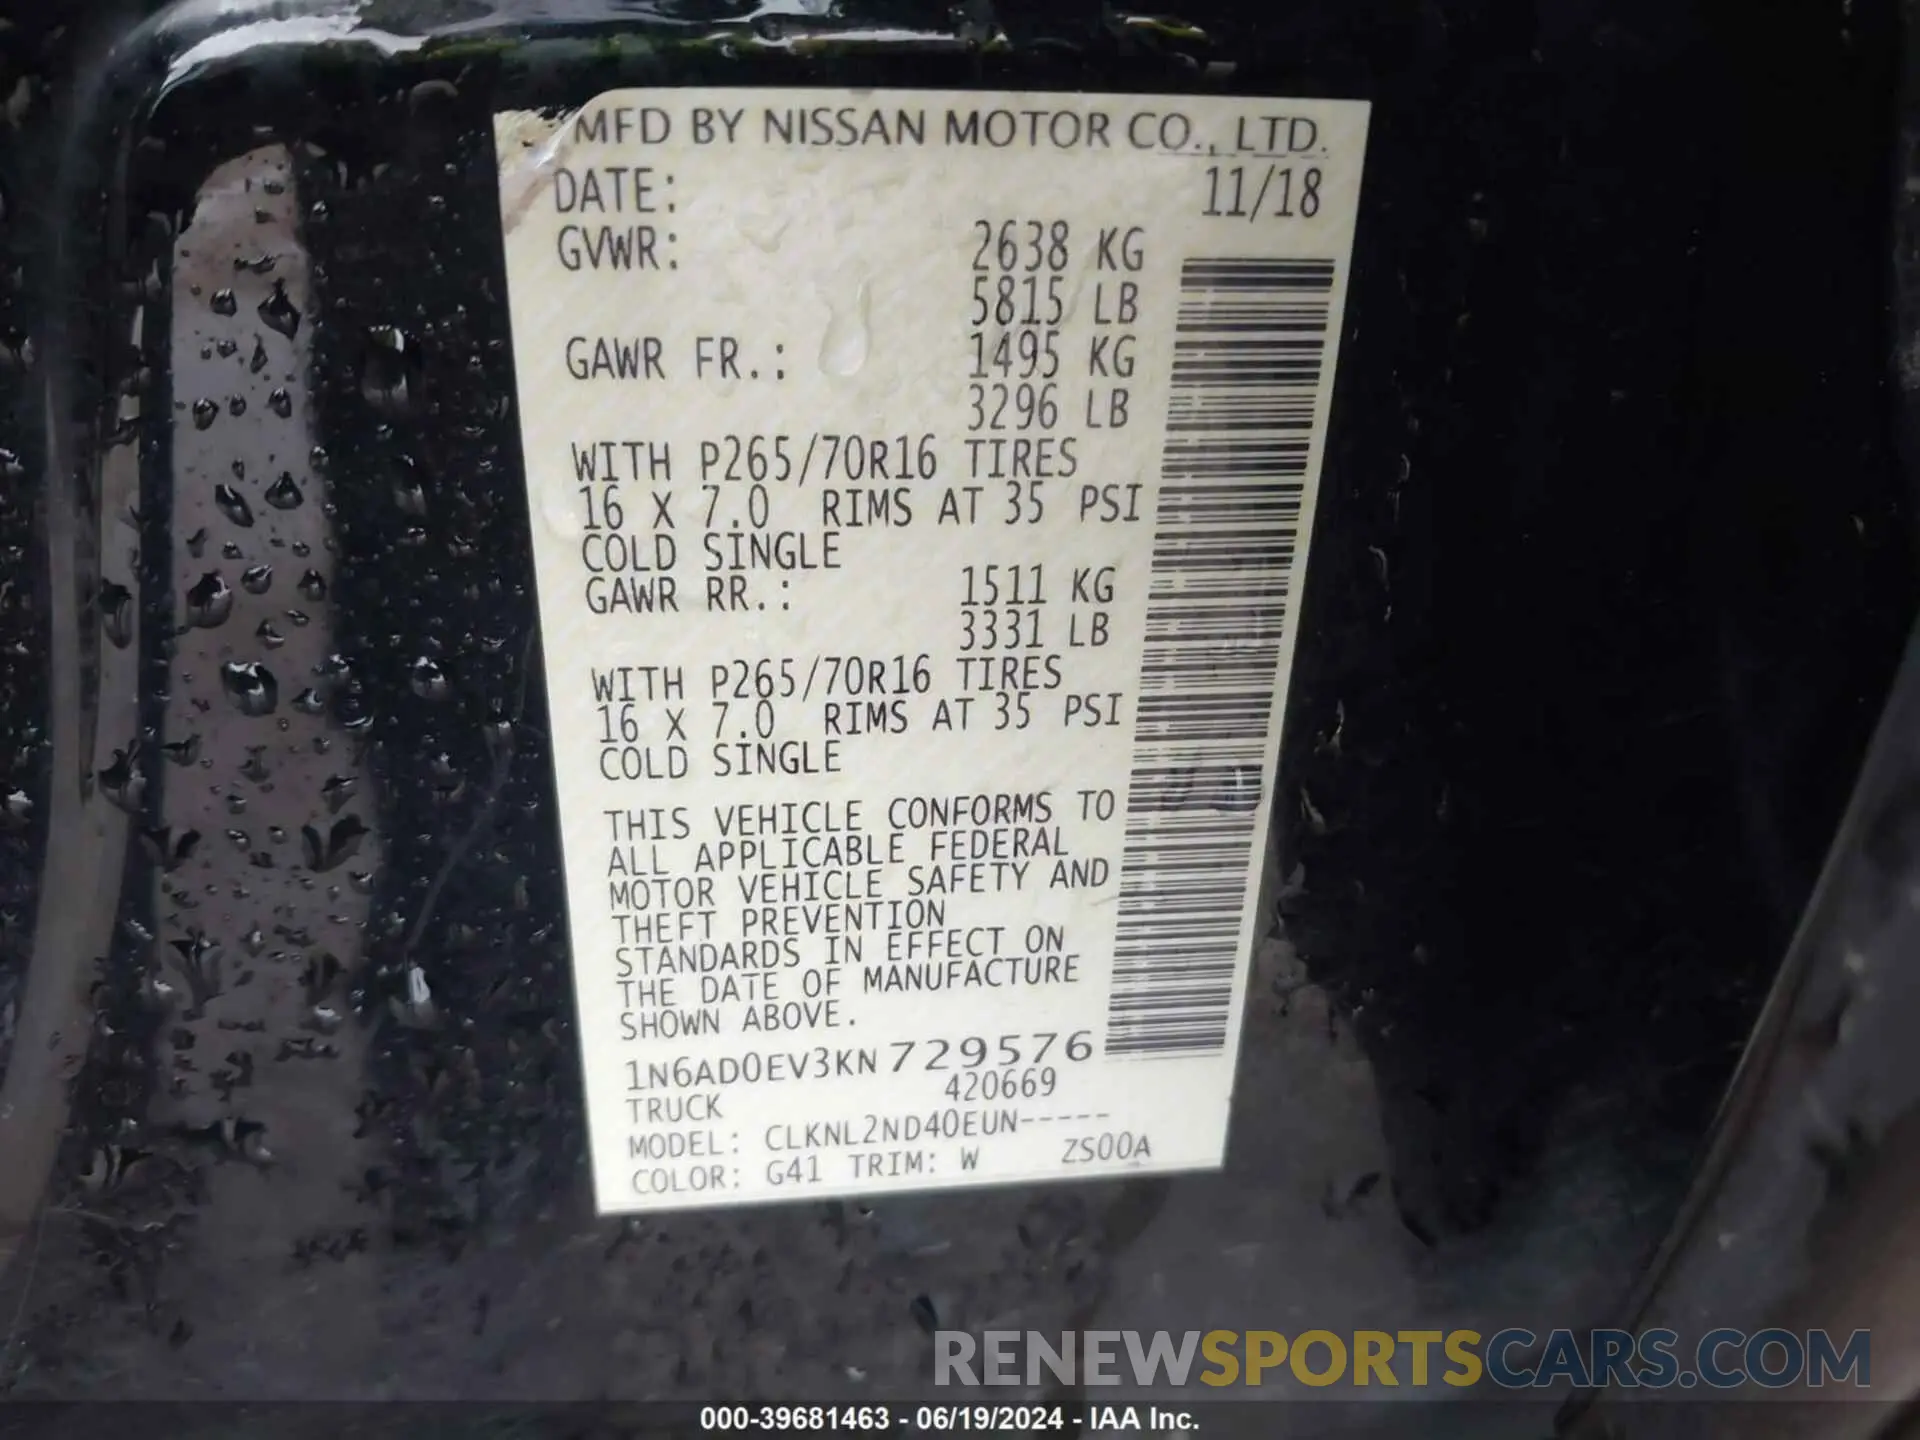 MFD BY NISSAN MOTOR CO., LTD.
DATE: 11/18
GVWR: 2638 KG
5815 LB
GAWR FR.: 1495 KG
3296 LB
WITH P265/70R16 TIRES
16 X 7.0 RIMS AT 35 PSI
COLD SINGLE
GAWR RR.: 1511 KG
3331 LB
WITH P265/70R16 TIRES
16 X 7.0 RIMS AT 35 PSI
COLD SINGLE
THIS VEHICLE CONFORMS TO
ALL APPLICABLE FEDERAL
MOTOR VEHICLE SAFETY AND
THEFT PREVENTION
STANDARDS IN EFFECT ON
THE DATE OF MANUFACTURE
SHOWN ABOVE.
1N6AD0EV3KN729576
TRUCK 420669
MODEL: CLKNL2ND40EUN-----
COLOR: G41 TRIM: W ZS00A
RENEWSPORTSCARS.COM
000-39681463 - 06/19/2024 - IAA Inc.